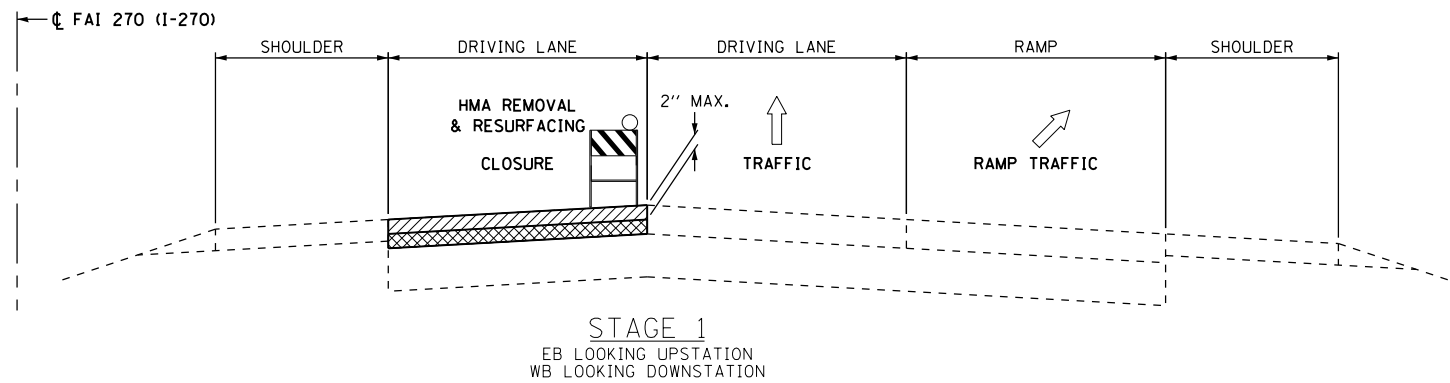 ℄ FAI 270 (I-270)
SHOULDER
DRIVING LANE
DRIVING LANE
RAMP
SHOULDER
HMA REMOVAL
& RESURFACING
CLOSURE
2'' MAX.
TRAFFIC
RAMP TRAFFIC
STAGE 1
EB LOOKING UPSTATION
WB LOOKING DOWNSTATION